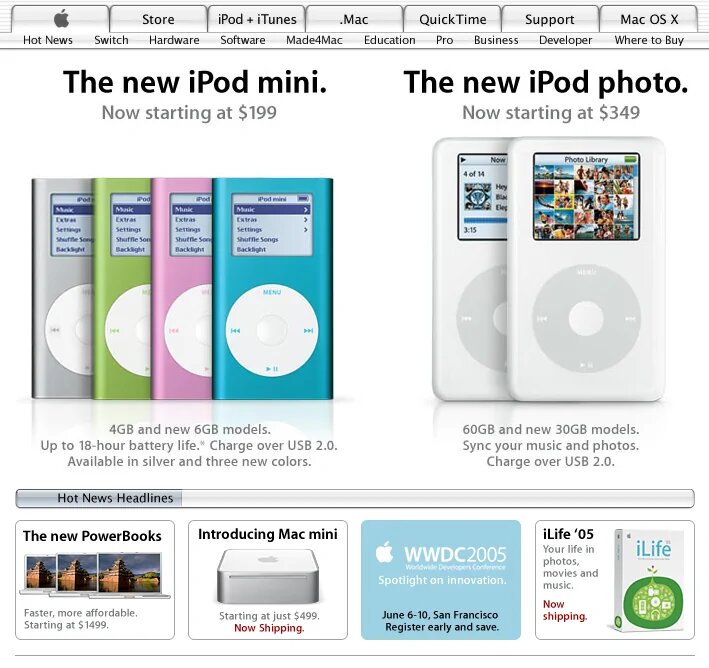 Store
iPod + iTunes
.Mac
QuickTime
Support
Mac OS X
Hot News Switch Hardware Software Made4Mac Education Pro Business Developer Where to Buy
The new iPod mini.
Now starting at $199
The new iPod photo.
Now starting at $349
iPod mini
Music
Extras
Settings
Shuffle Songs
Backlight
MENU
Now
4 of 14
Hey
Blac
Elep
3:15
Photo Library
MENU
4GB and new 6GB models.
Up to 18-hour battery life.* Charge over USB 2.0.
Available in silver and three new colors.
60GB and new 30GB models.
Sync your music and photos.
Charge over USB 2.0.
Hot News Headlines
The new PowerBooks
Faster, more affordable.
Starting at $1499.
Introducing Mac mini
Starting at just $499.
Now Shipping.
WWDC2005
Worldwide Developers Conference
Spotlight on innovation.
June 6-10, San Francisco
Register early and save.
iLife ‘05
Your life in
photos,
movies and
music.
Now
shipping.
iLife